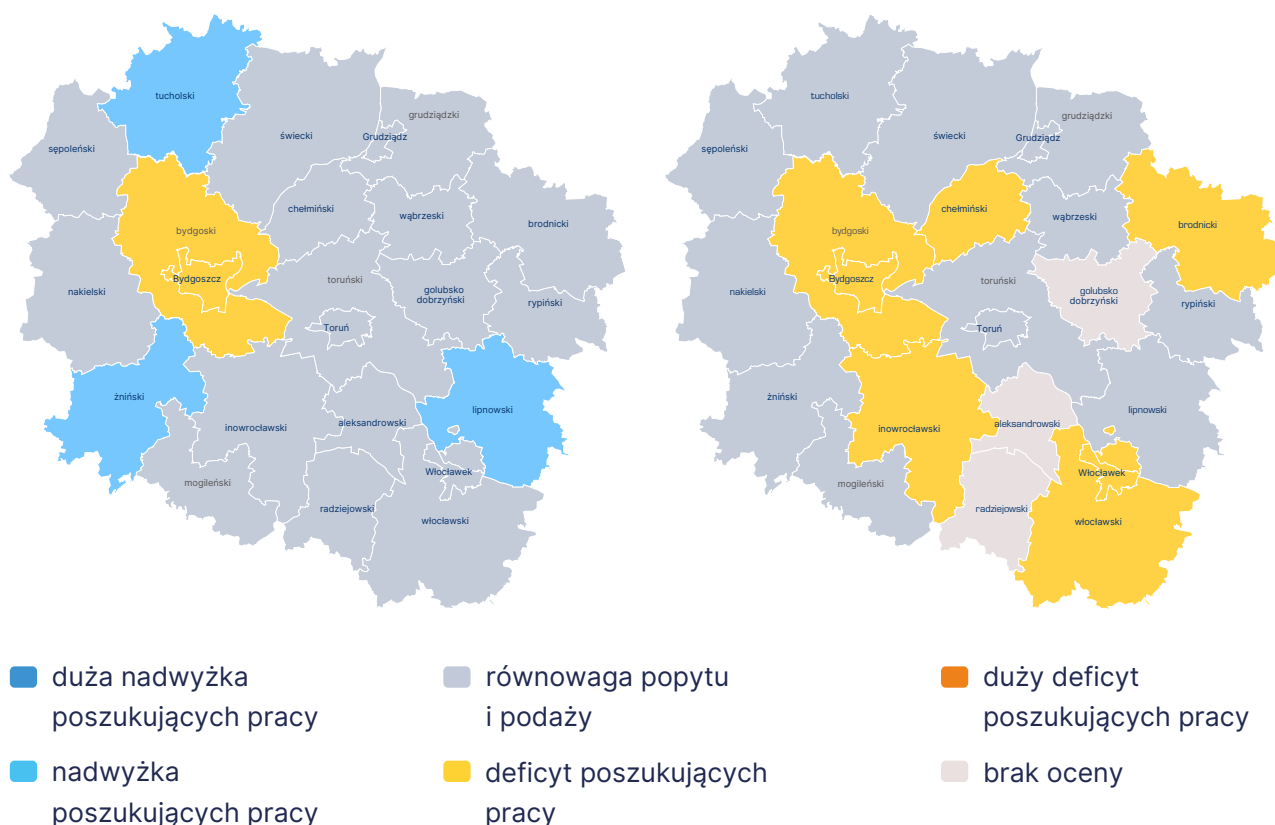 tucholski
grudziądzki
świecki
Grudziądz
sępoleński
chełmiński
wąbrzeski
brodnicki
bydgoski
Bydgoszcz
toruński
nakielski
golubsko
dobrzyński
rypiński
Toruń
żniński
lipnowski
inowrocławski
aleksandrowski
Włocławek
mogileński
radziejowski
włocławski
tucholski
grudziądzki
świecki
Grudziądz
sępoleński
chełmiński
wąbrzeski
brodnicki
bydgoski
Bydgoszcz
toruński
nakielski
golubsko
dobrzyński
rypiński
Toruń
żniński
lipnowski
inowrocławski
aleksandrowski
Włocławek
mogileński
radziejowski
włocławski
duża nadwyżka
poszukujących pracy
nadwyżka
poszukujących pracy
równowaga popytu
i podaży
deficyt poszukujących
pracy
duży deficyt
poszukujących pracy
brak oceny